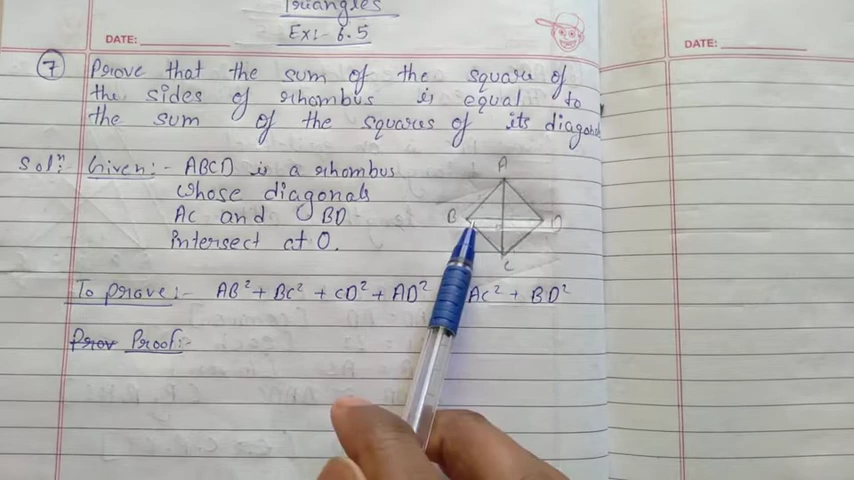 Triangles
Ex:- 6.5
DATE:
DATE:
7 Prove that the sum of the square of
the sides of rhombus is equal to
the sum of the squares of its diagonals
Solⁿ: Given:- ABCD is a rhombus
whose diagonals
AC and BD
Intersect at O.
A
B
D
C
To prove:- AB² + BC² + CD² + AD² AC² + BD²
Prov Proof:-